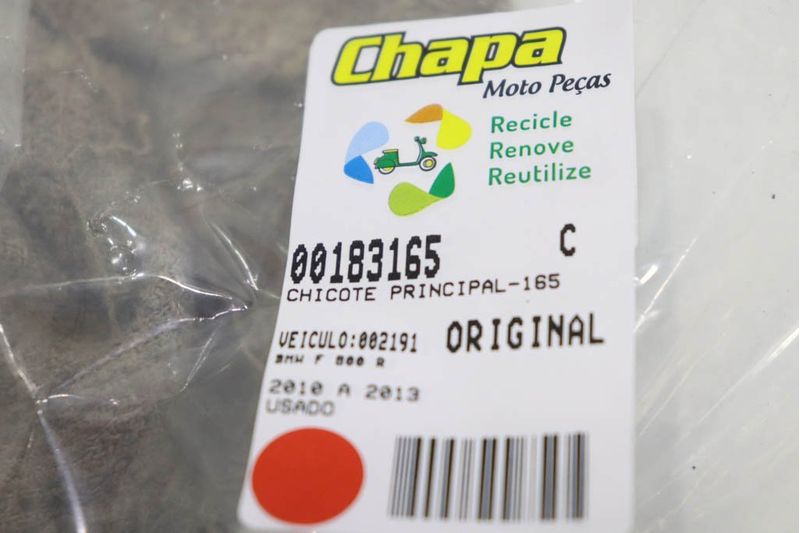 Chapa
Moto Peças
Recicle
Renove
Reutilize
00183165 C
CHICOTE PRINCIPAL-165
VEICULO:002191 ORIGINAL
BMW F 800 R
2010 A 2013
USADO